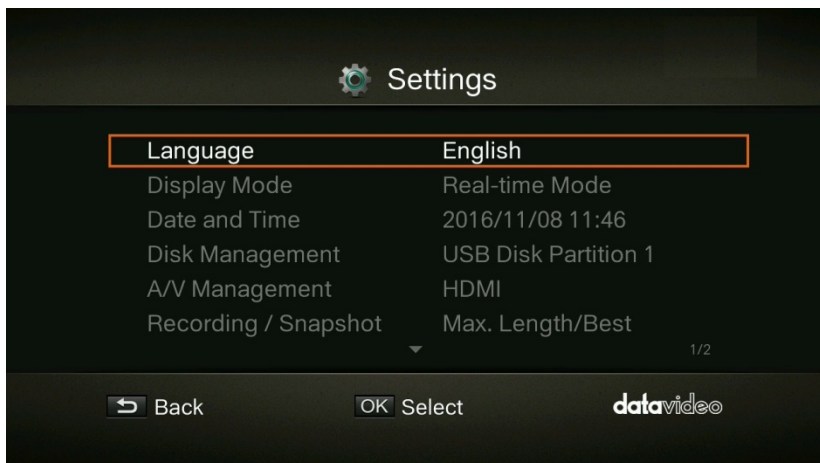 Settings
Language English
Display Mode Real-time Mode
Date and Time 2016/11/08 11:46
Disk Management USB Disk Partition 1
A/V Management HDMI
Recording / Snapshot Max. Length/Best
1/2
Back OK Select datavideo